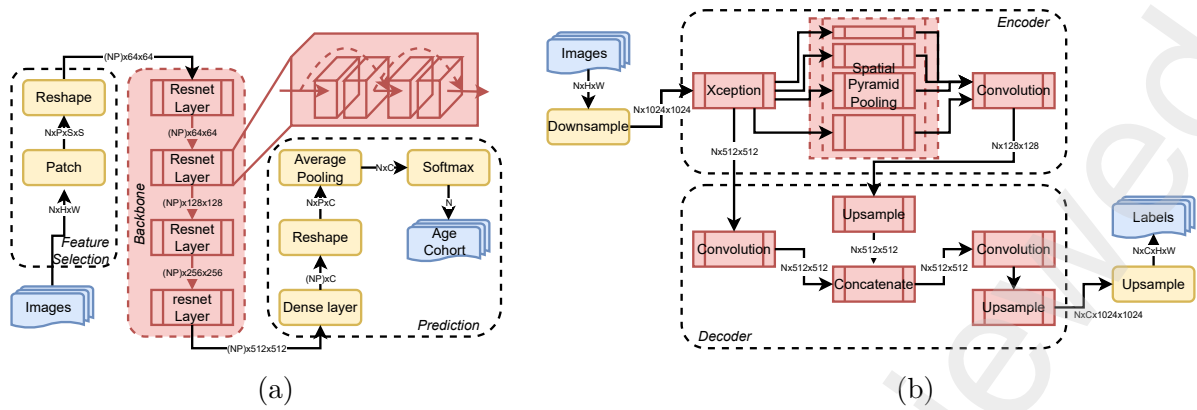 (NP)x64x64
Reshape
NxPxSxS
Patch
NxHxW
Feature
Selection
Images
Resnet
Layer
(NP)x64x64
Resnet
Layer
(NP)x128x128
Resnet
Layer
(NP)x256x256
resnet
Layer
Backbone
(NP)x512x512
Average
Pooling
NxC
Softmax
NxPxC
N
Reshape
Age
Cohort
(NP)xC
Dense layer
Prediction
(a)
Images
NxHxW
Downsample
Nx1024x1024
Encoder
Xception
Spatial
Pyramid
Pooling
Convolution
Nx512x512
Nx128x128
Upsample
Nx512x512
Convolution
Nx512x512
Concatenate
Nx512x512
Convolution
Upsample
Decoder
NxCx1024x1024
Labels
NxCxHxW
Upsample
(b)
iewed